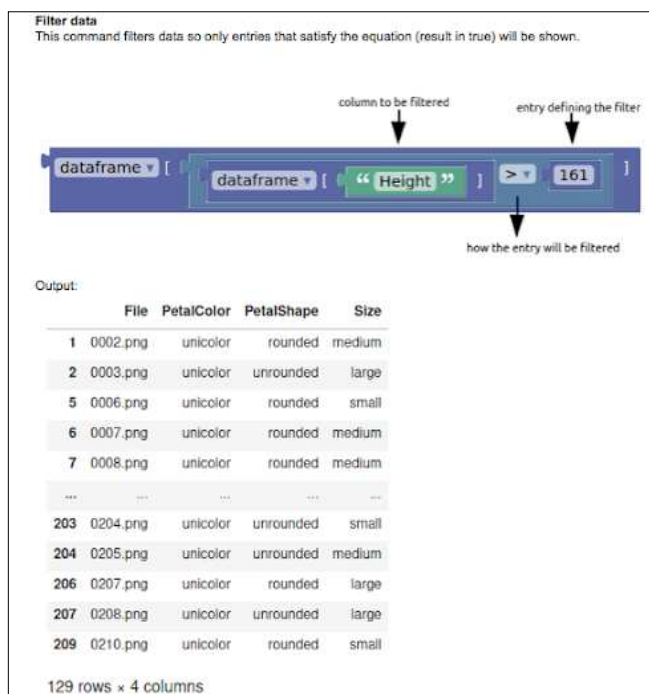 Filter data
This command filters data so only entries that satisfy the equation (result in true) will be shown.
column to be filtered
entry defining the filter
dataframe ▾ [ dataframe ▾ [ “ Height ” ] > ▾ 161 ]
how the entry will be filtered
Output:
File PetalColor PetalShape Size
1 0002.png unicolor rounded medium
2 0003.png unicolor unrounded large
5 0006.png unicolor rounded small
6 0007.png unicolor rounded medium
7 0008.png unicolor rounded medium
... ... ... ... ...
203 0204.png unicolor unrounded small
204 0205.png unicolor unrounded medium
206 0207.png unicolor rounded large
207 0208.png unicolor unrounded large
209 0210.png unicolor rounded small
129 rows × 4 columns